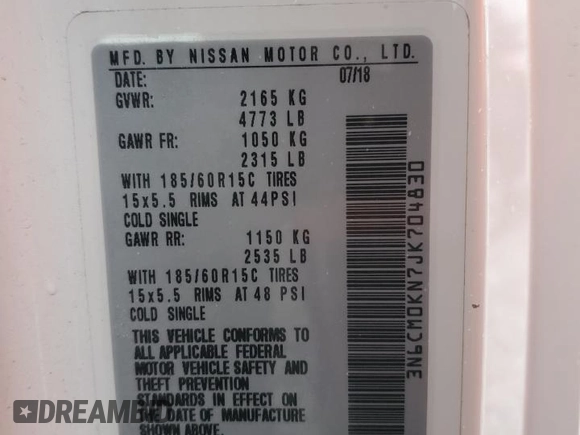 MFD. BY NISSAN MOTOR CO., LTD.
DATE: 07/18
GVWR: 2165 KG
4773 LB
GAWR FR: 1050 KG
2315 LB
WITH 185/60R15C TIRES
15x5.5 RIMS AT 44PSI
COLD SINGLE
GAWR RR: 1150 KG
2535 LB
WITH 185/60R15C TIRES
15x5.5 RIMS AT 48 PSI
COLD SINGLE
THIS VEHICLE CONFORMS TO
ALL APPLICABLE FEDERAL
MOTOR VEHICLE SAFETY AND
THEFT PREVENTION
STANDARDS IN EFFECT ON
THE DATE OF MANUFACTURE
SHOWN ABOVE.
3N6CM0KN7JK704830